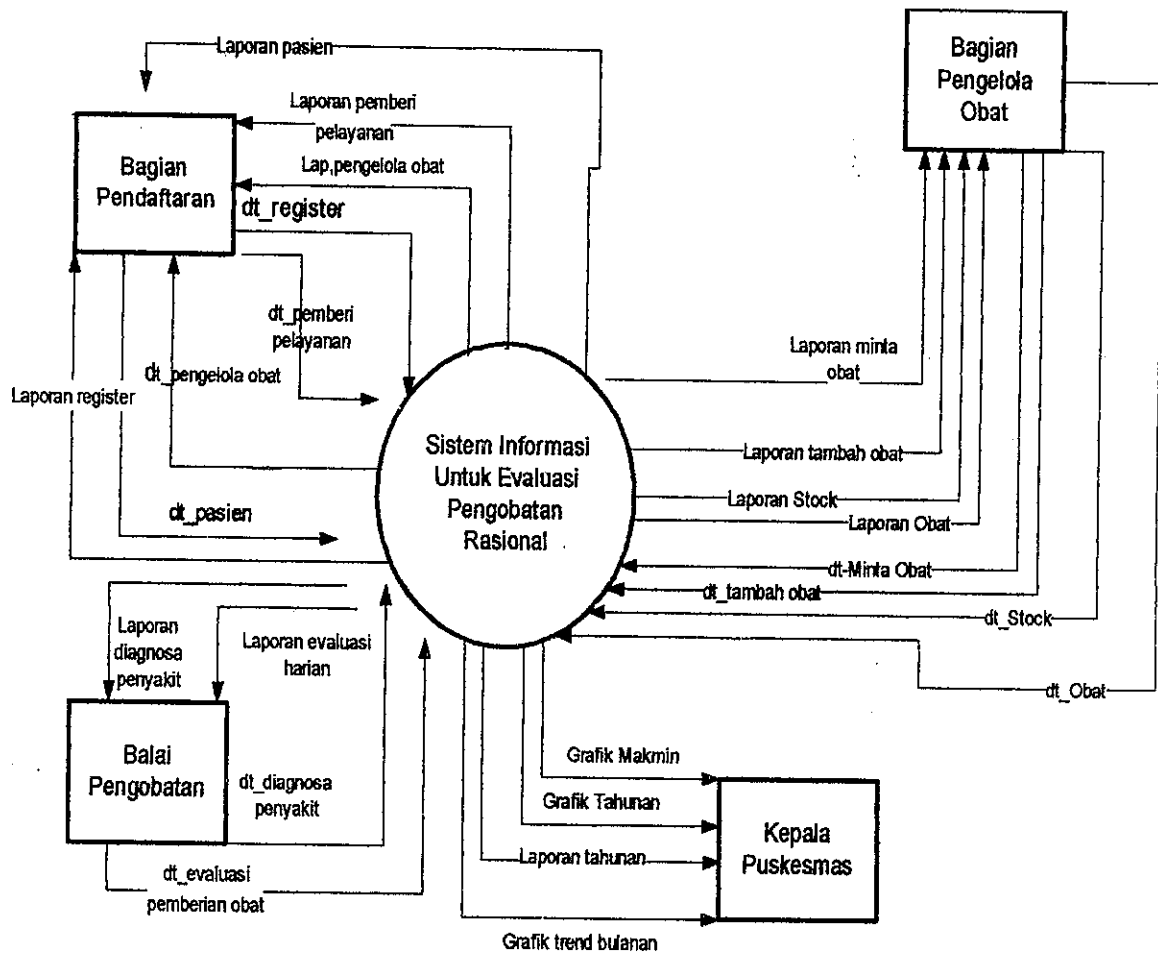 Laporan pasien
Bagian
Pengelola
Obat
Laporan pemberi
pelayanan
Lap,pengelola obat
Bagian
Pendaftaran
dt_register
dt_pemberi
pelayanan
dt_pengelola obat
Laporan register
Laporan minta
obat
Sistem Informasi
Untuk Evaluasi
Pengobatan
Rasional
Laporan tambah obat
Laporan Stock
Laporan Obat
dt_pasien
dt-Minta Obat
dt_tambah obat
dt_Stock
Laporan
diagnosa
penyakit
Laporan evaluasi
harian
dt_Obat
Balai
Pengobatan
dt_diagnosa
penyakit
Grafik Makmin
Grafik Tahunan
Laporan tahunan
Kepala
Puskesmas
dt_evaluasi
pemberian obat
Grafik trend bulanan